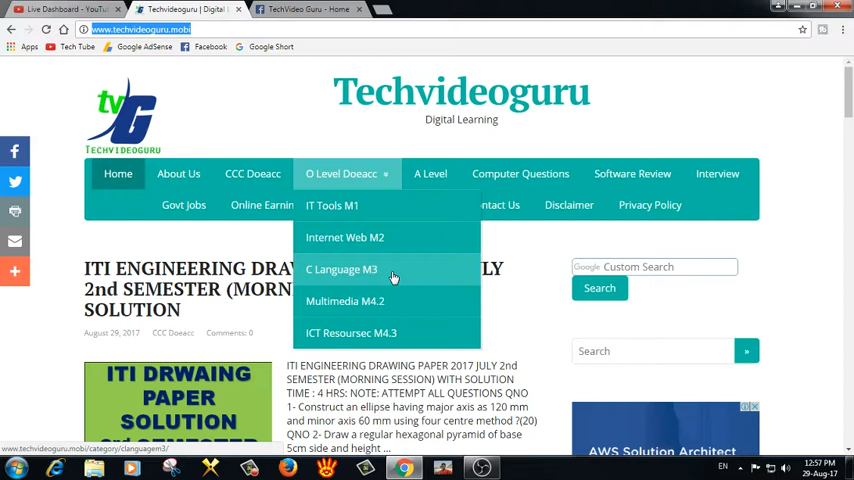 Live Dashboard - YouTu
Techvideoguru | Digital l
TechVideo Guru - Home
www.techvideoguru.mobi
Apps
Tech Tube
Google AdSense
Facebook
Google Short
tvG
TECHVIDEOGURU
Techvideoguru
Digital Learning
Home
About Us
CCC Doeacc
O Level Doeacc
A Level
Computer Questions
Software Review
Interview
Govt Jobs
Online Earnin
ntact Us
Disclaimer
Privacy Policy
IT Tools M1
Internet Web M2
C Language M3
Multimedia M4.2
ICT Resoursec M4.3
ITI ENGINEERING DRA
LY
2nd SEMESTER (MORN
SOLUTION
August 29, 2017
CCC Doeacc
Comments: 0
Google Custom Search
Search
Search
»
ITI DRWAING
PAPER
SOLUTION
ITI ENGINEERING DRAWING PAPER 2017 JULY 2nd
SEMESTER (MORNING SESSION) WITH SOLUTION
TIME : 4 HRS: NOTE: ATTEMPT ALL QUESTIONS QNO
1- Construct an ellipse having major axis as 120 mm
and minor axis 60 mm using four centre method ?(20)
QNO 2- Draw a regular hexagonal pyramid of base
5cm side and height ...
AWS Solution Architect
www.techvideoguru.mobi/category/clanguagem3/
EN
12:57 PM
29-Aug-17